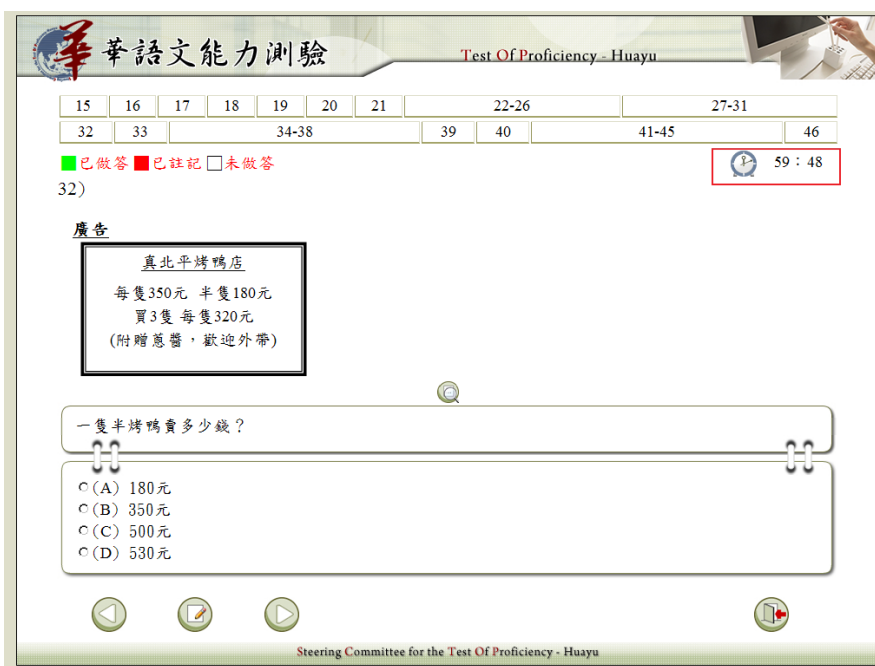 華 華語文能力測驗 Test Of Proficiency - Huayu
15 16 17 18 19 20 21 22-26 27-31
32 33 34-38 39 40 41-45 46
已做答 已註記 未做答 59：48
32)
廣告
真北平烤鴨店
每隻350元 半隻180元
買3隻 每隻320元
(附贈蔥醬，歡迎外帶)
一隻半烤鴨賣多少錢？
(A) 180元
(B) 350元
(C) 500元
(D) 530元
Steering Committee for the Test Of Proficiency - Huayu